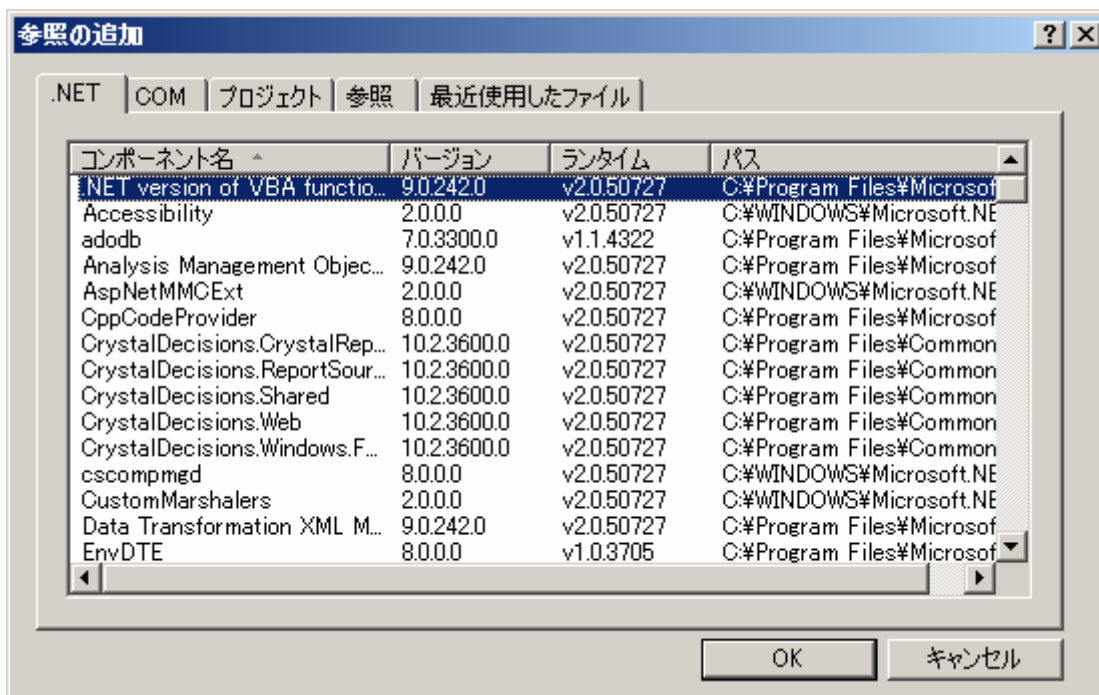 参照の追加
.NET COM プロジェクト 参照 最近使用したファイル
コンポーネント名 バージョン ランタイム パス
.NET version of VBA functio... 9.0.242.0 v2.0.50727 C:¥Program Files¥Microsof
Accessibility 2.0.0.0 v2.0.50727 C:¥WINDOWS¥Microsoft.NE
adodb 7.0.3300.0 v1.1.4322 C:¥Program Files¥Microsof
Analysis Management Objec... 9.0.242.0 v2.0.50727 C:¥Program Files¥Microsof
AspNetMMCExt 2.0.0.0 v2.0.50727 C:¥WINDOWS¥Microsoft.NE
CppCodeProvider 8.0.0.0 v2.0.50727 C:¥Program Files¥Microsof
CrystalDecisions.CrystalRep... 10.2.3600.0 v2.0.50727 C:¥Program Files¥Common
CrystalDecisions.ReportSour... 10.2.3600.0 v2.0.50727 C:¥Program Files¥Common
CrystalDecisions.Shared 10.2.3600.0 v2.0.50727 C:¥Program Files¥Common
CrystalDecisions.Web 10.2.3600.0 v2.0.50727 C:¥Program Files¥Common
CrystalDecisions.Windows.F... 10.2.3600.0 v2.0.50727 C:¥Program Files¥Common
cscompmgd 8.0.0.0 v2.0.50727 C:¥WINDOWS¥Microsoft.NE
CustomMarshalers 2.0.0.0 v2.0.50727 C:¥WINDOWS¥Microsoft.NE
Data Transformation XML M... 9.0.242.0 v2.0.50727 C:¥Program Files¥Microsof
EnvDTE 8.0.0.0 v1.0.3705 C:¥Program Files¥Microsof
OK キャンセル